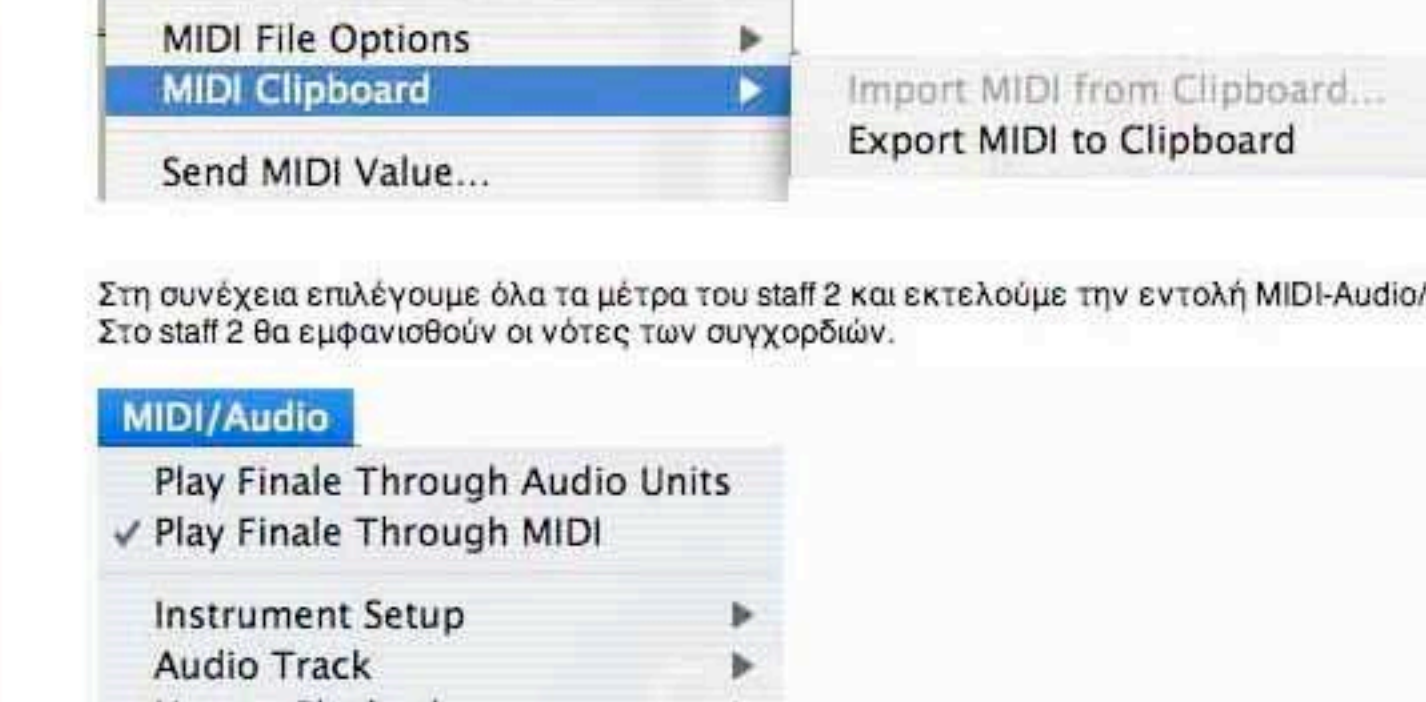 MIDI File Options
MIDI Clipboard
Import MIDI from Clipboard...
Export MIDI to Clipboard
Send MIDI Value...
Στη συνέχεια επιλέγουμε όλα τα μέτρα του staff 2 και εκτελούμε την εντολή MIDI-Audio/
Στο staff 2 θα εμφανισθούν οι νότες των συγχορδιών.
MIDI/Audio
Play Finale Through Audio Units
✓ Play Finale Through MIDI
Instrument Setup
Audio Track